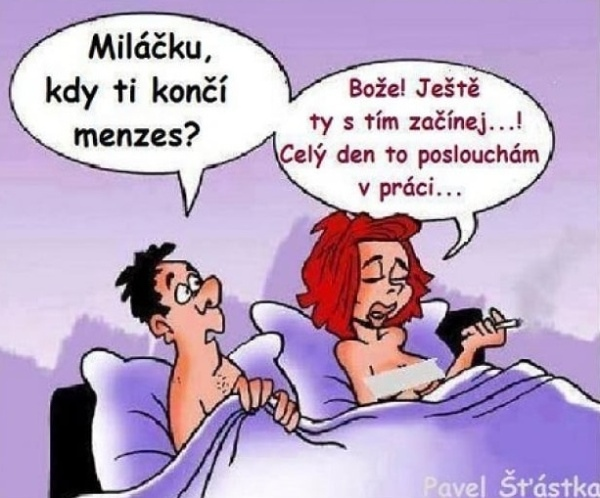 Miláčku,
kdy ti končí
menzes?
Bože! Ještě
ty s tím začínej...!
Celý den to poslouchám
v práci...
Pavel Šťástka